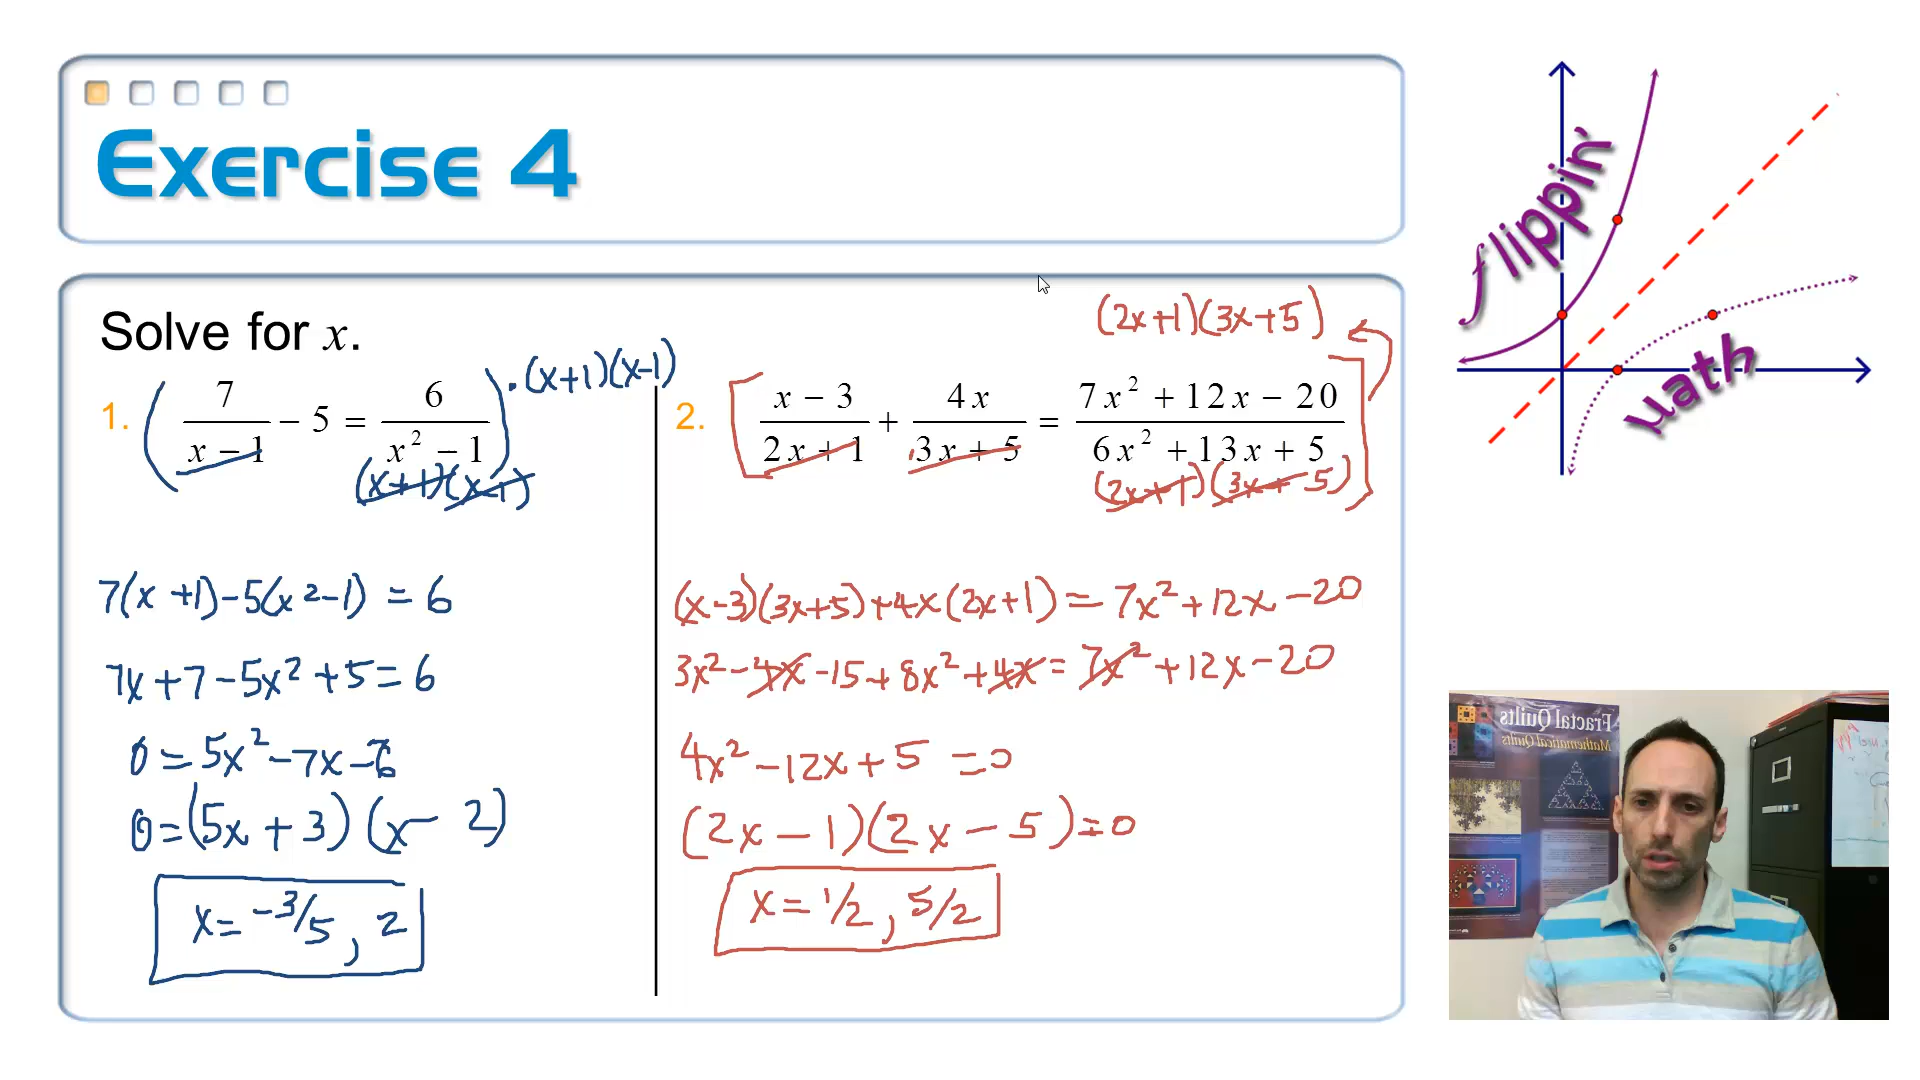 Exercise 4
flippin'
math
Solve for x.
1. ( 7/(x − 1) − 5 = 6/(x² − 1) ) · (x+1)(x-1)
(x+1)(x-1)
7(x +1) - 5(x² - 1) = 6
7x + 7 - 5x² + 5 = 6
0 = 5x² - 7x - 6
0 = (5x + 3)(x - 2)
x = -3/5, 2
(2x+1)(3x+5)
2. [ (x − 3)/(2x + 1) + 4x/(3x + 5) = (7x² + 12x − 20)/(6x² + 13x + 5) ]
(2x+1)(3x+5)
(x-3)(3x+5)+4x(2x+1) = 7x²+12x-20
3x²-4x-15+8x²+4x = 7x²+12x-20
4x²-12x+5 = 0
(2x-1)(2x-5)=0
x = 1/2, 5/2
Fractal Quilts
Mathematical Quilts